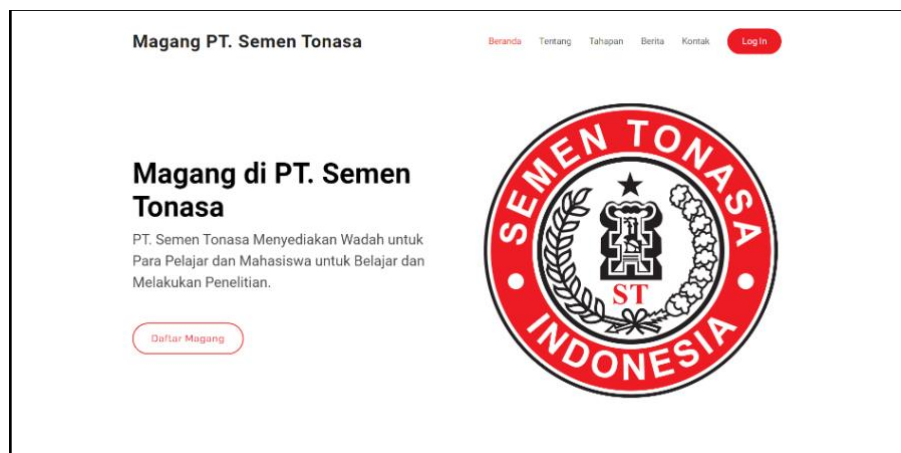 Magang PT. Semen Tonasa
Beranda Tentang Tahapan Berita Kontak Log In
Magang di PT. Semen
Tonasa
PT. Semen Tonasa Menyediakan Wadah untuk
Para Pelajar dan Mahasiswa untuk Belajar dan
Melakukan Penelitian.
Daftar Magang
SEMEN TONASA
ST
INDONESIA